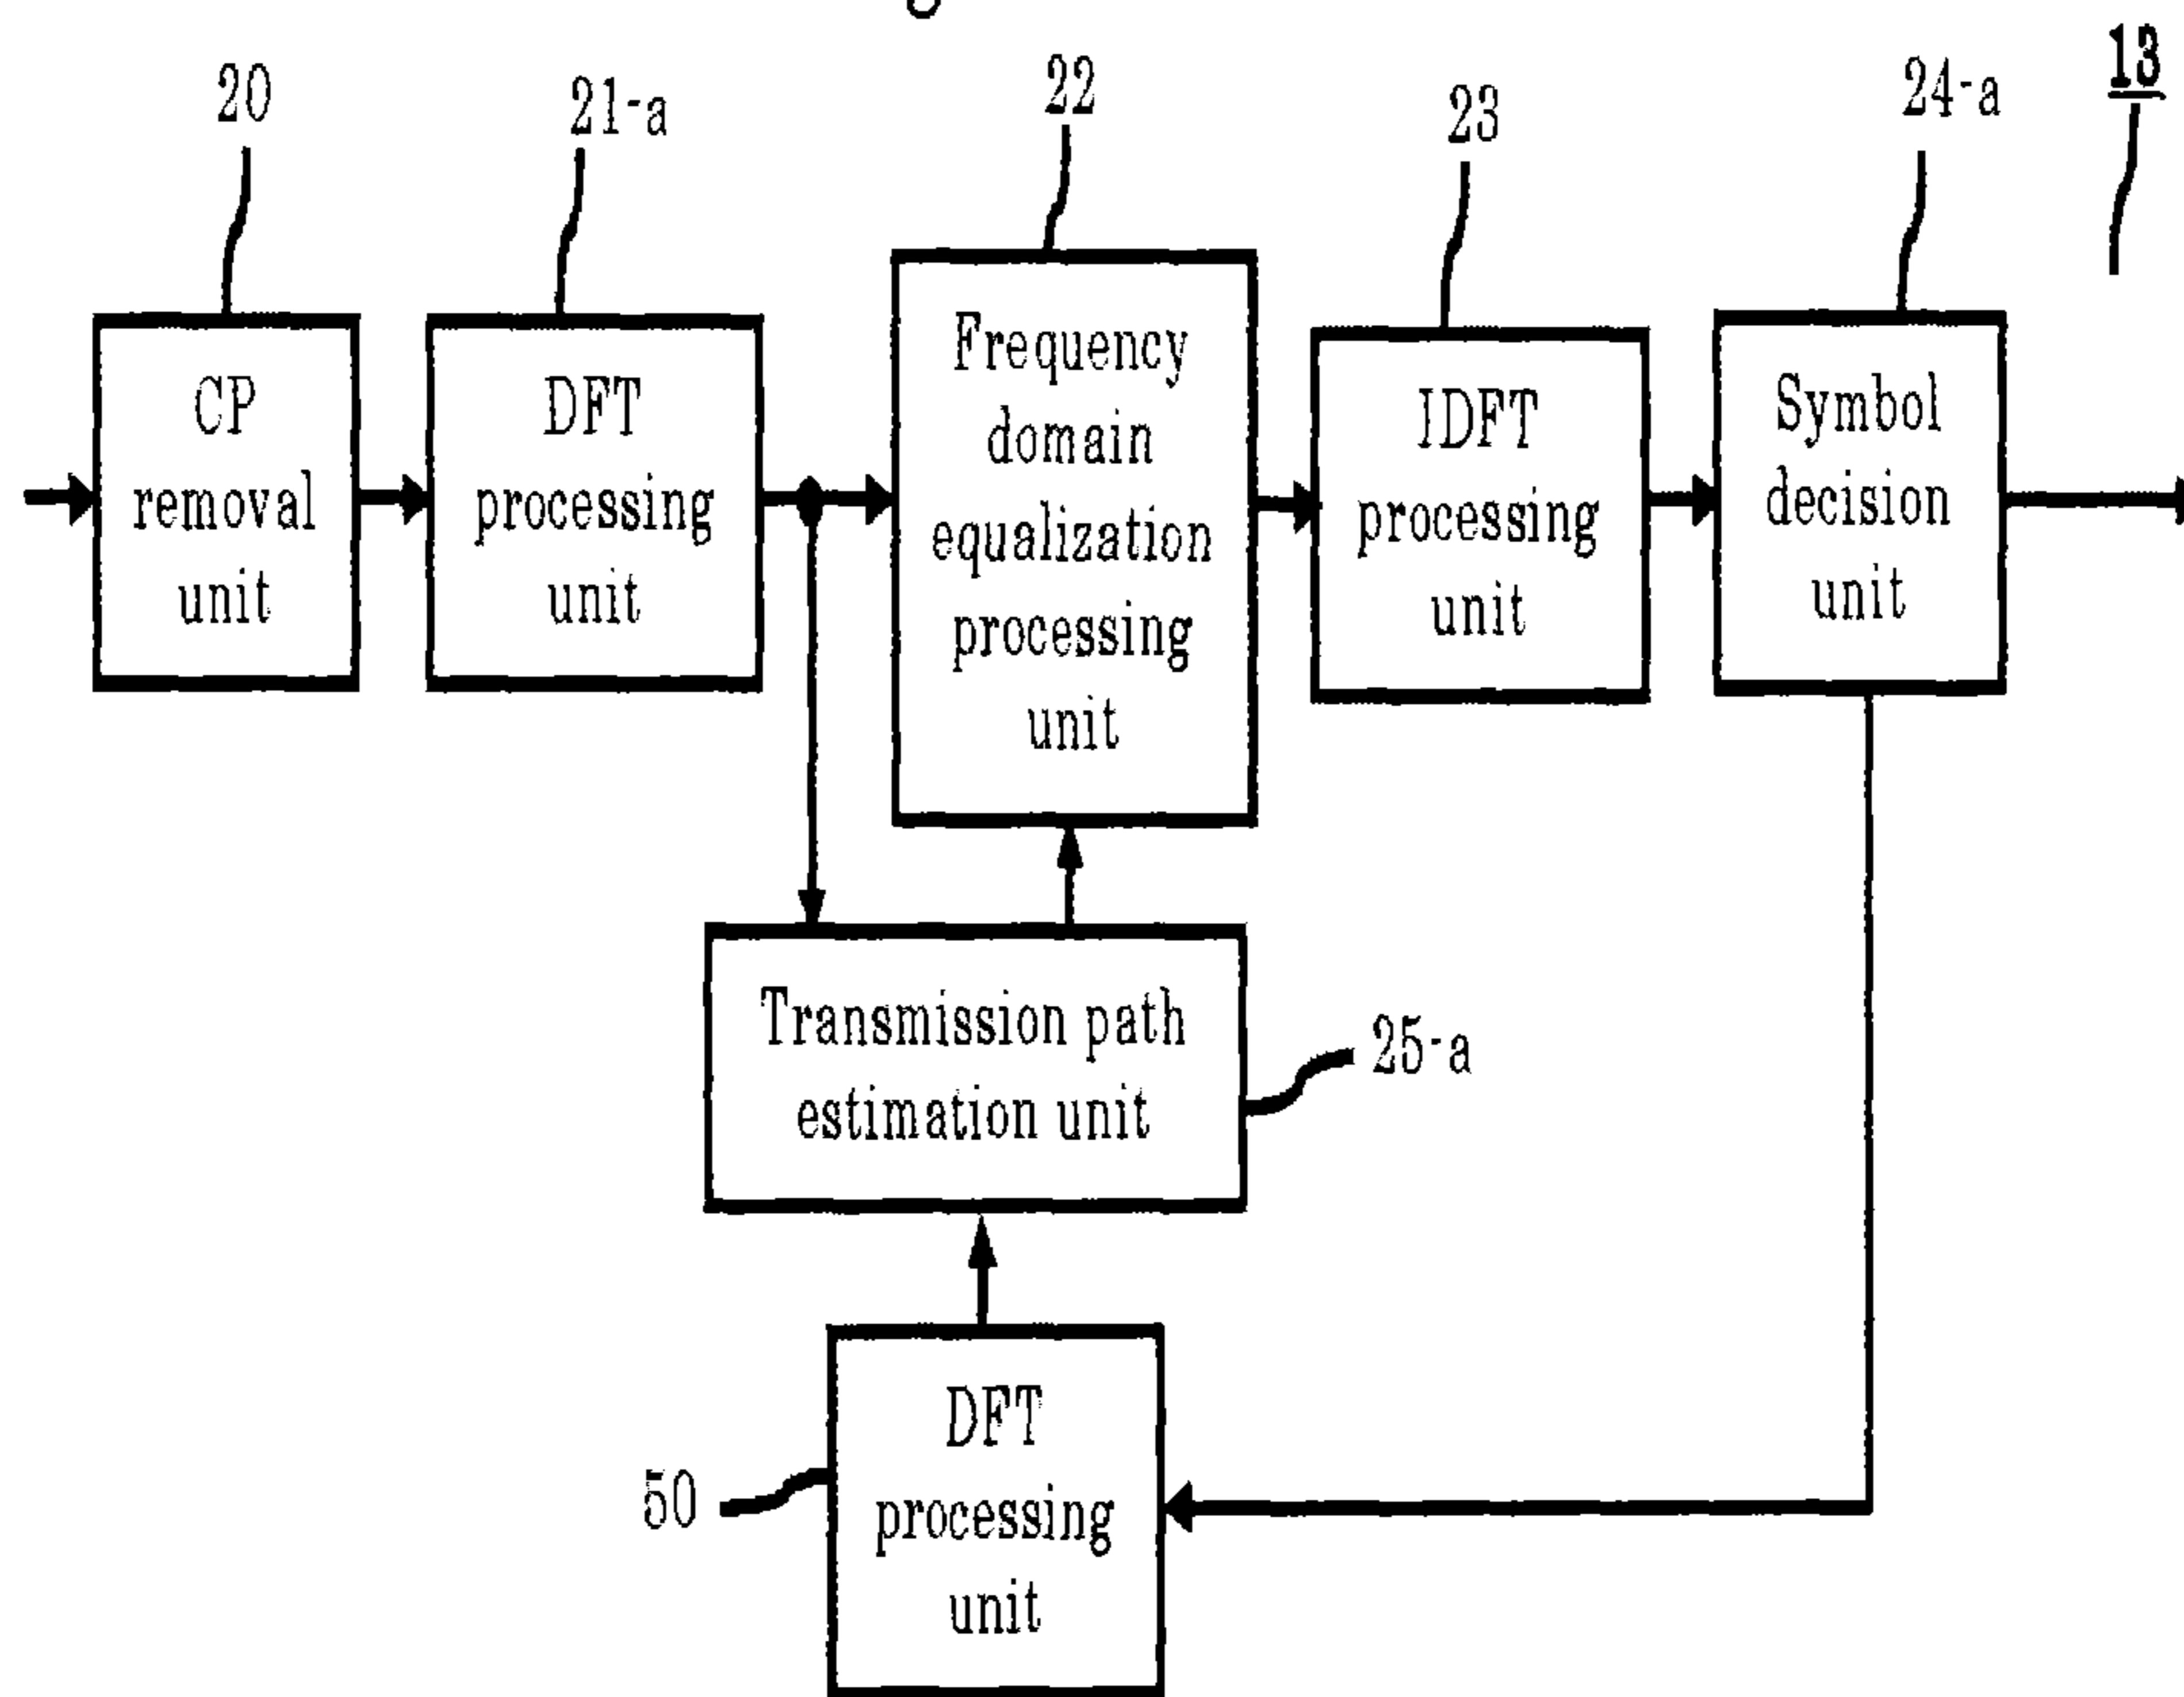 20
21-a
22
23
24-a
13
CP
removal
unit
DFT
processing
unit
Frequency
domain
equalization
processing
unit
IDFT
processing
unit
Symbol
decision
unit
Transmission path
estimation unit
25-a
DFT
processing
unit
50